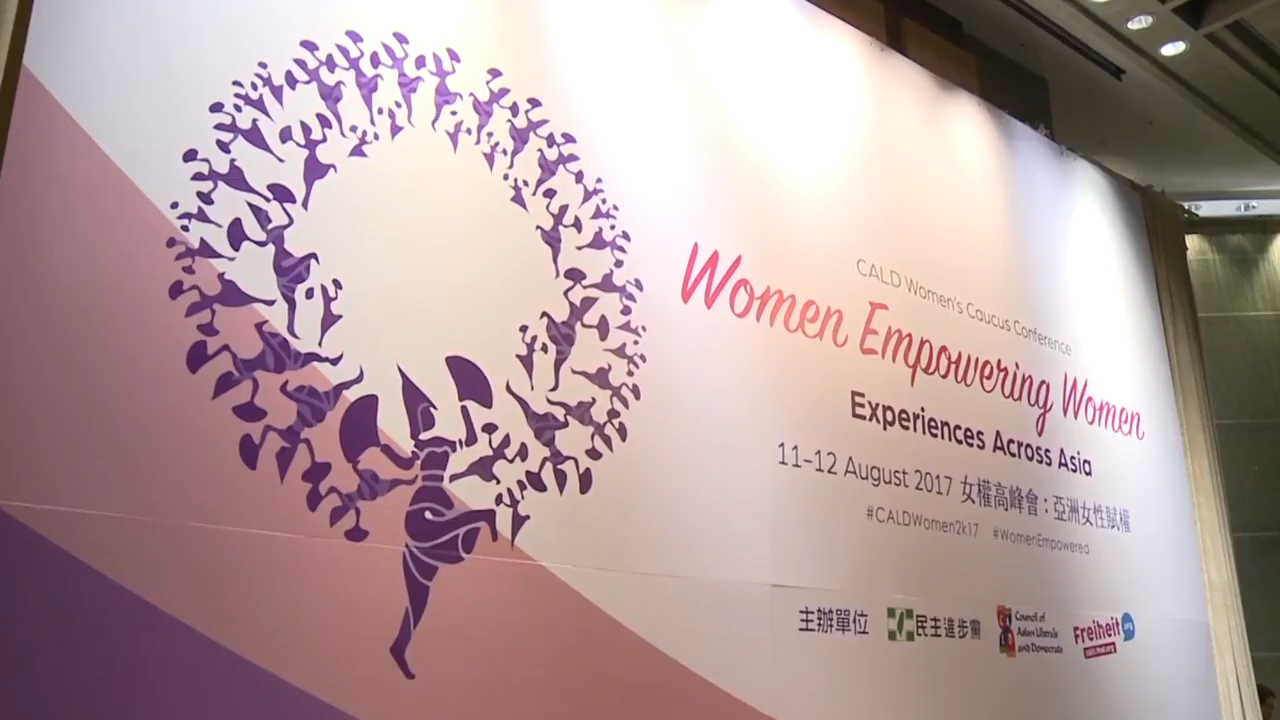 CALD Women's Caucus Conference
Women Empowering Women
Experiences Across Asia
11-12 August 2017 女權高峰會：亞洲女性賦權
#CALDWomen2k17 #WomenEmpowered
主辦單位
民主進步黨
Council of
Asian Liberals
and Democrats
Freiheit.org